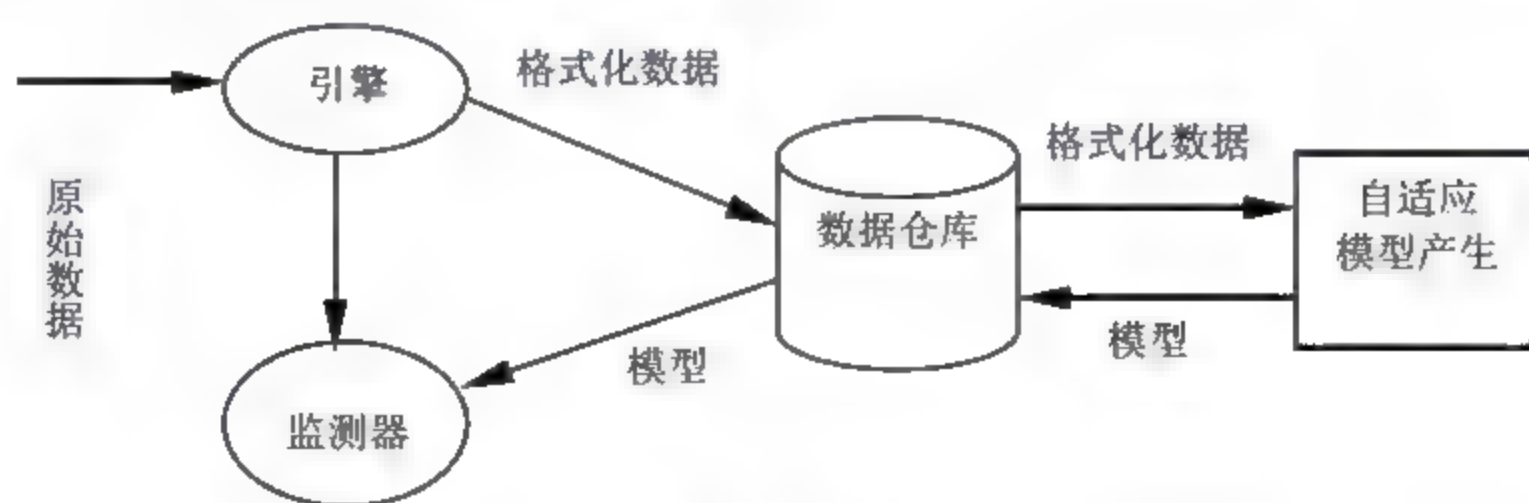 引擎
格式化数据
原始数据
格式化数据
数据仓库
自适应
模型产生
模型
模型
监测器